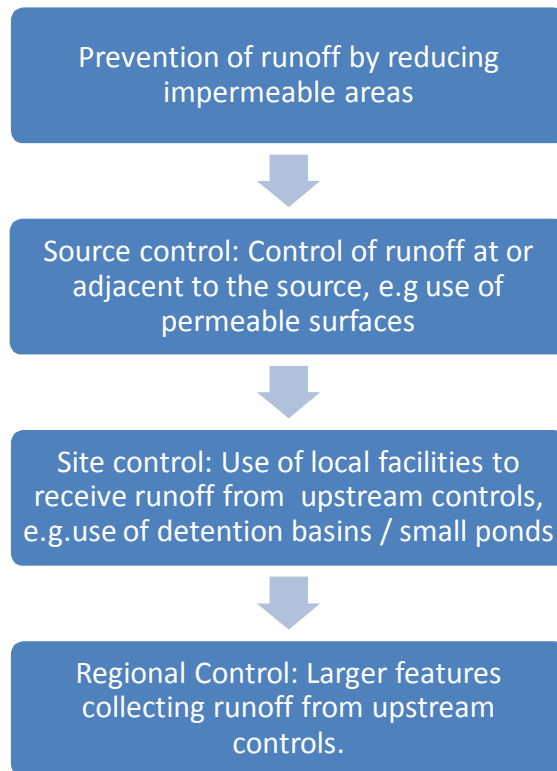 Prevention of runoff by reducing
impermeable areas
Source control: Control of runoff at or
adjacent to the source, e.g use of
permeable surfaces
Site control: Use of local facilities to
receive runoff from  upstream controls,
e.g.use of detention basins / small ponds
Regional Control: Larger features
collecting runoff from upstream
controls.